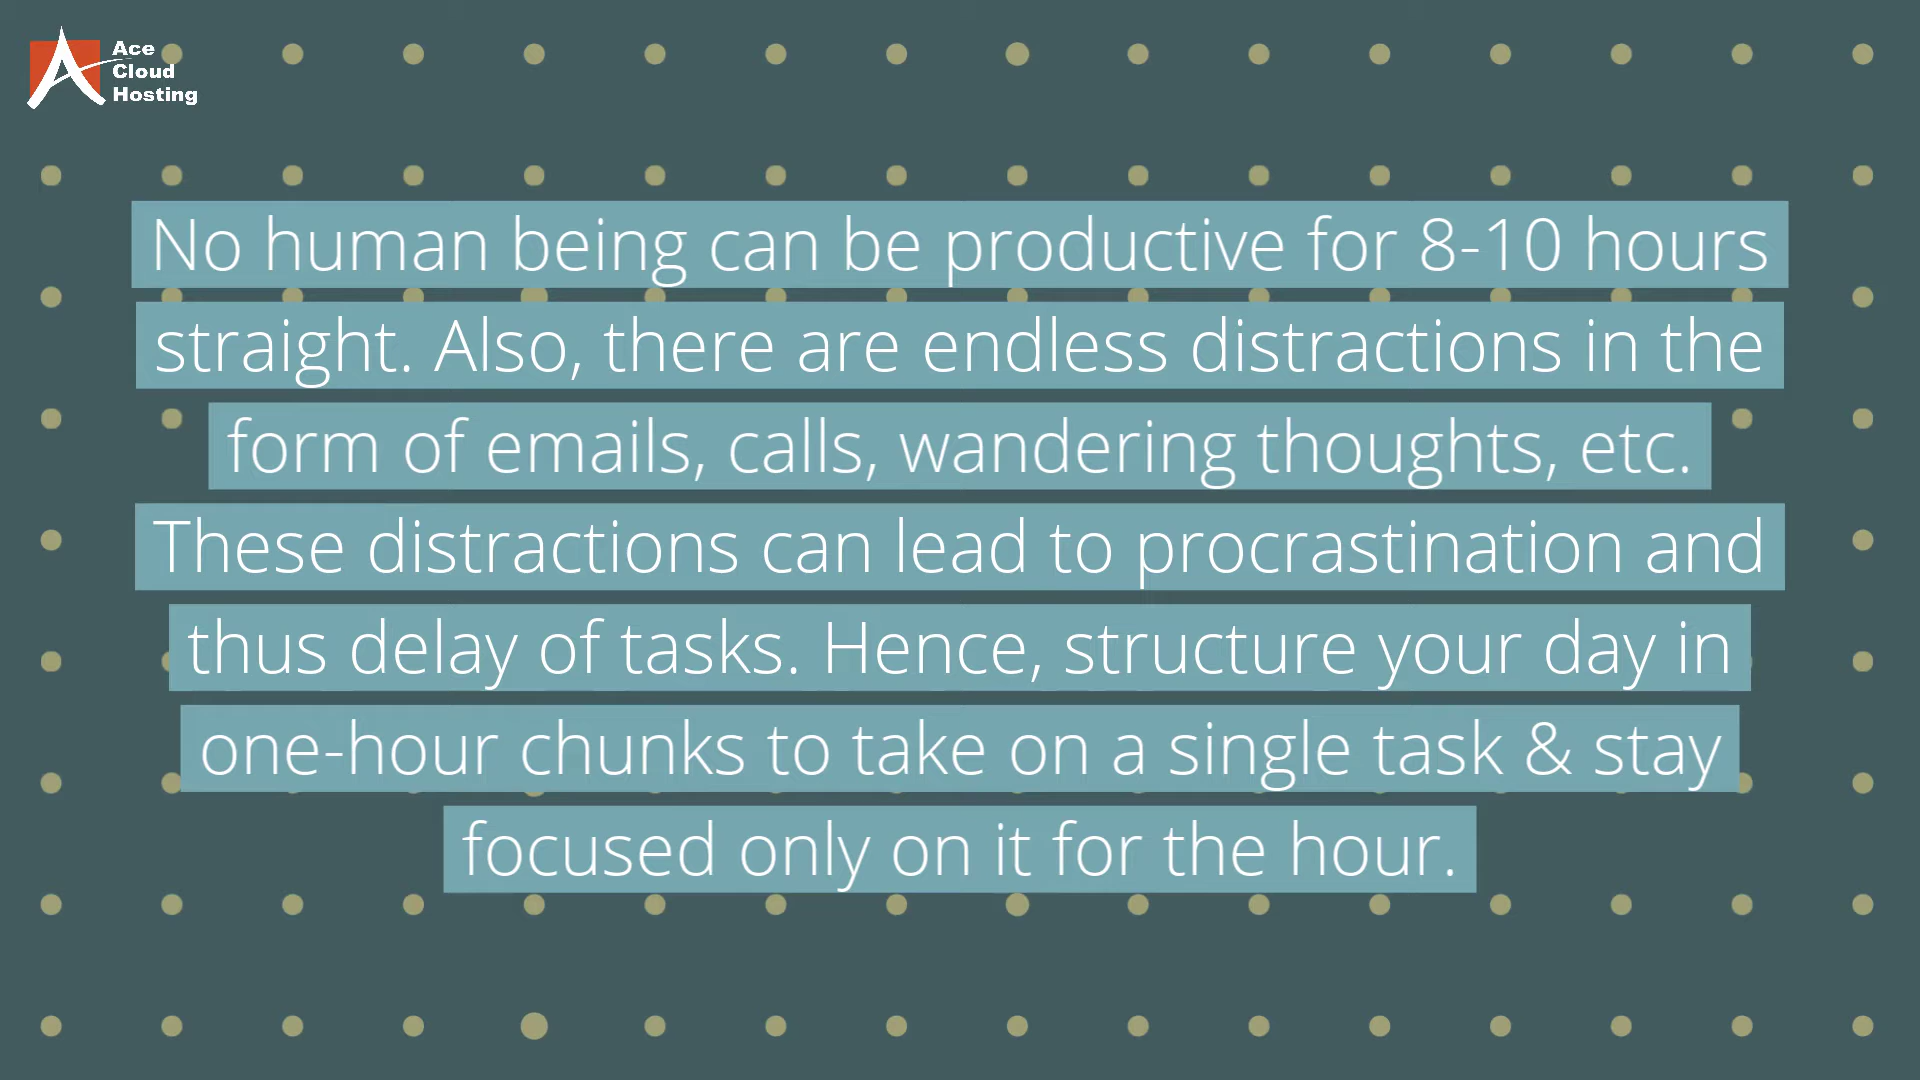 Ace
Cloud
Hosting
No human being can be productive for 8-10 hours
straight. Also, there are endless distractions in the
form of emails, calls, wandering thoughts, etc.
These distractions can lead to procrastination and
thus delay of tasks. Hence, structure your day in
one-hour chunks to take on a single task & stay
focused only on it for the hour.